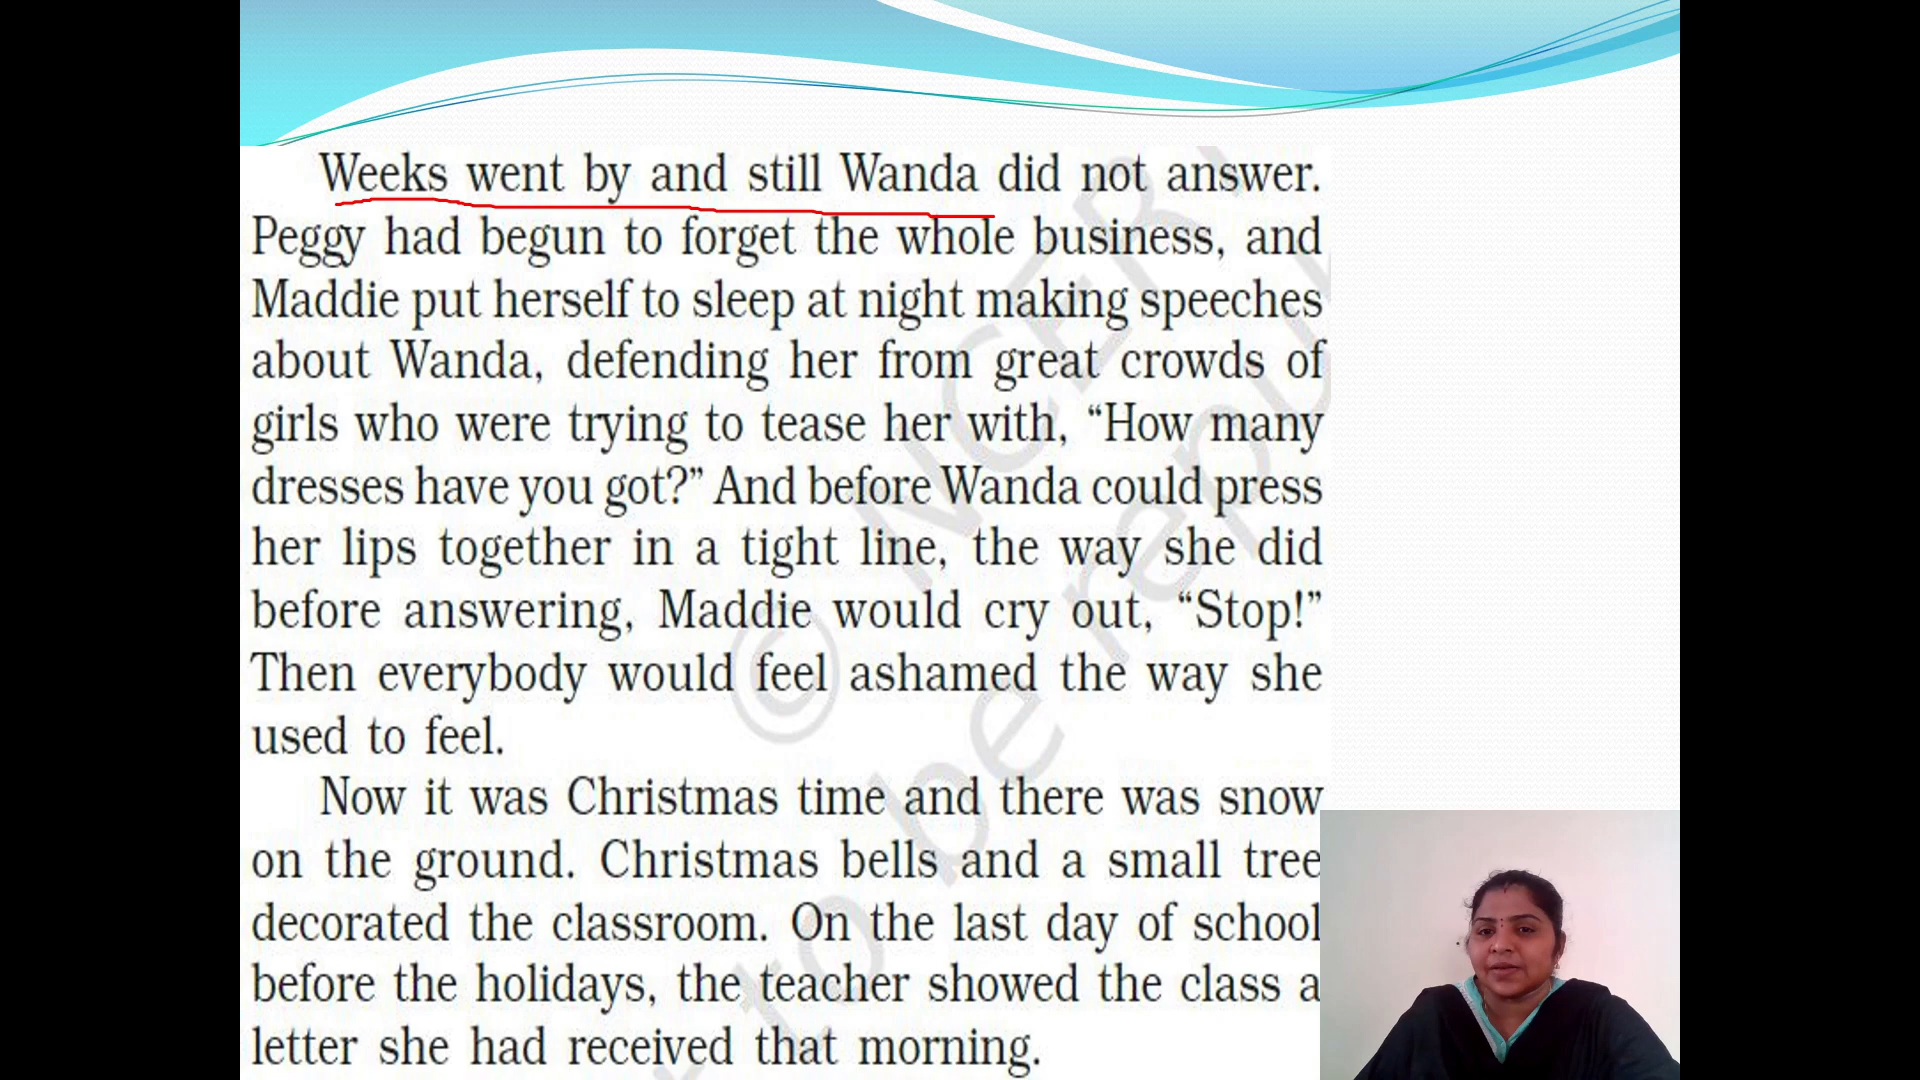 Weeks went by and still Wanda did not answer.
Peggy had begun to forget the whole business, and
Maddie put herself to sleep at night making speeches
about Wanda, defending her from great crowds of
girls who were trying to tease her with, “How many
dresses have you got?” And before Wanda could press
her lips together in a tight line, the way she did
before answering, Maddie would cry out, “Stop!”
Then everybody would feel ashamed the way she
used to feel.
Now it was Christmas time and there was snow
on the ground. Christmas bells and a small tree
decorated the classroom. On the last day of school
before the holidays, the teacher showed the class a
letter she had received that morning.
© NCER
to be repu